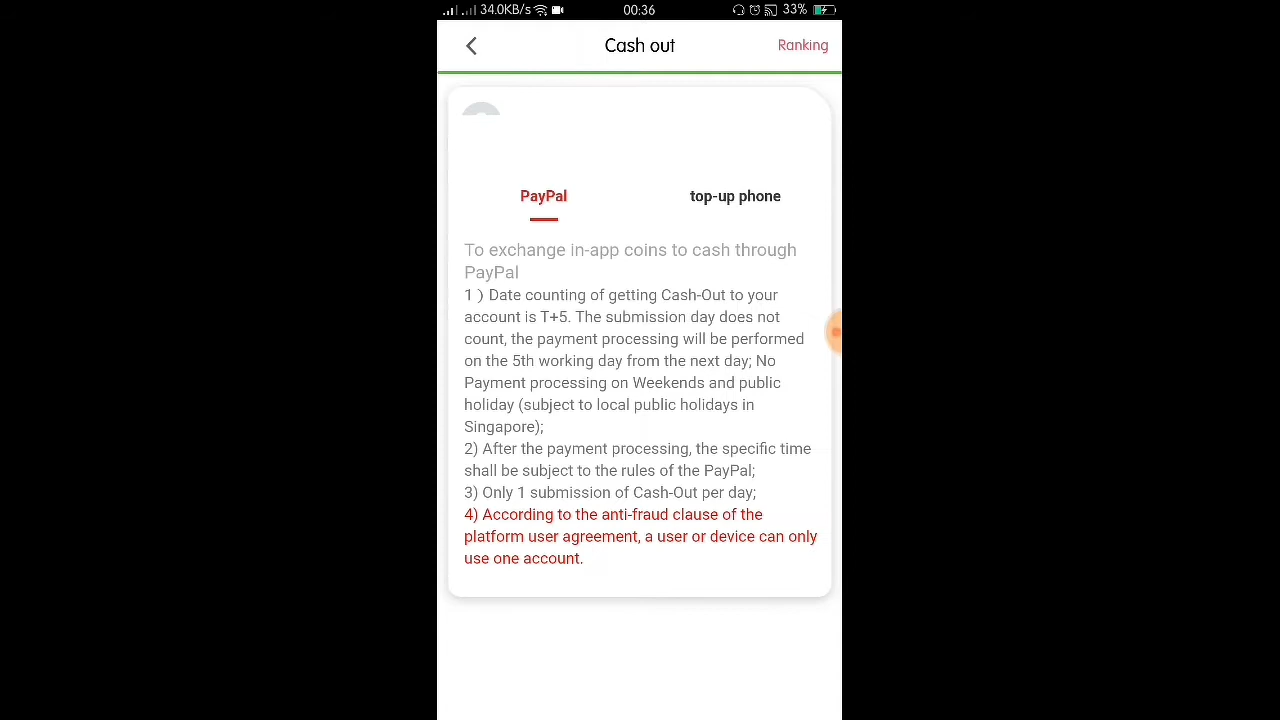 34.0KB/s 00:36 33%
Cash out Ranking
PayPal top-up phone
To exchange in-app coins to cash through
PayPal
1 ) Date counting of getting Cash-Out to your
account is T+5. The submission day does not
count, the payment processing will be performed
on the 5th working day from the next day; No
Payment processing on Weekends and public
holiday (subject to local public holidays in
Singapore);
2) After the payment processing, the specific time
shall be subject to the rules of the PayPal;
3) Only 1 submission of Cash-Out per day;
4) According to the anti-fraud clause of the
platform user agreement, a user or device can only
use one account.